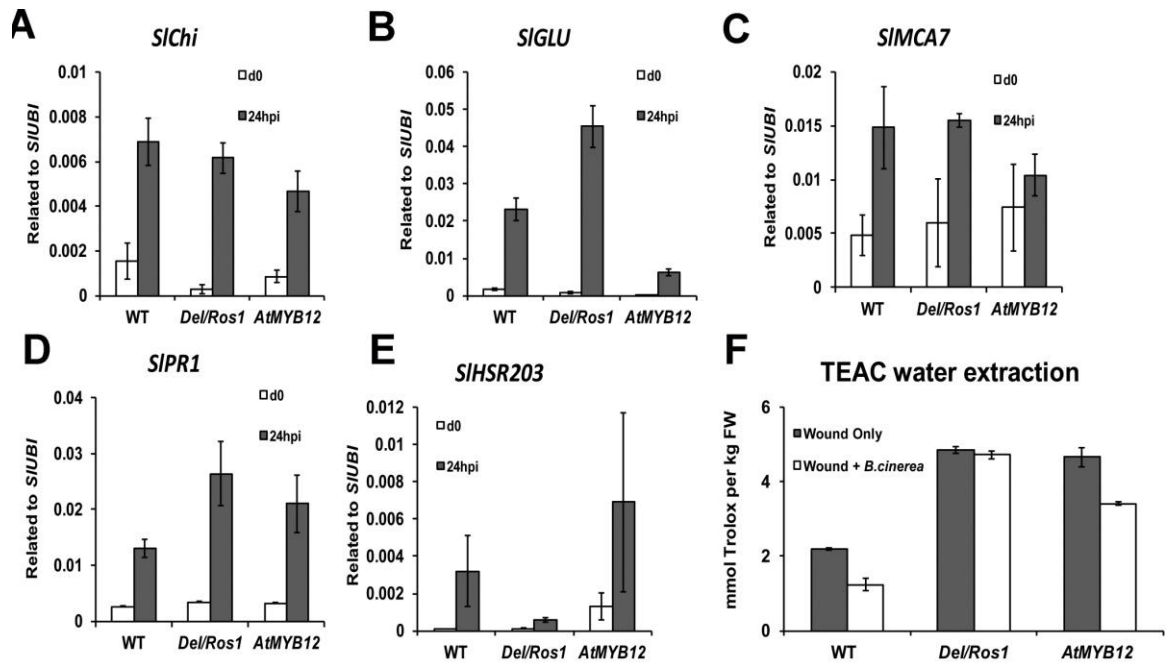 A
SlChi
Related to SlUBI
0.01
0.008
0.006
0.004
0.002
0
d0
24hpi
WT
Del/Ros1
AtMYB12
B
SlGLU
Related to SlUBI
0.06
0.05
0.04
0.03
0.02
0.01
0
d0
24hpi
WT
Del/Ros1
AtMYB12
C
SlMCA7
Related to SlUBI
0.02
0.015
0.01
0.005
0
d0
24hpi
WT
Del/Ros1
AtMYB12
D
SlPR1
Related to SlUBI
0.04
0.03
0.02
0.01
0
d0
24hpi
WT
Del/Ros1
AtMYB12
E
SlHSR203
Related to SlUBI
0.012
0.01
0.008
0.006
0.004
0.002
0
d0
24hpi
WT
Del/Ros1
AtMYB12
F
TEAC water extraction
mmol Trolox per kg FW
6
4
2
0
Wound Only
Wound + B.cinerea
WT
Del/Ros1
AtMYB12